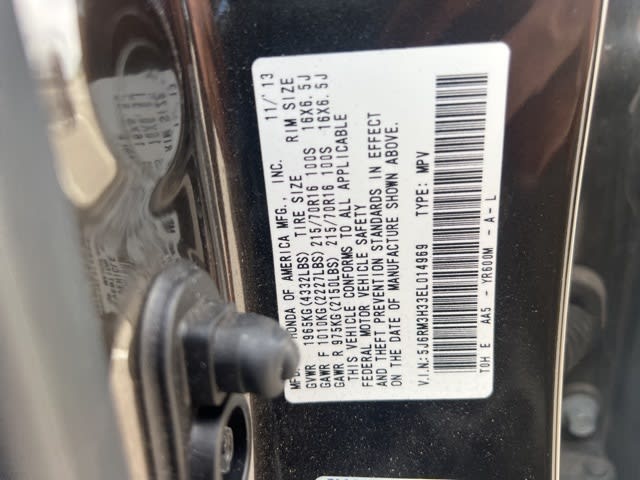 MFD. HONDA OF AMERICA MFG., INC. 11/13
GVWR 1965KG(4332LBS) TIRE SIZE RIM SIZE
GAWR F 1010KG(2227LBS) 215/70R16 100S 16X6.5J
GAWR R 975KG(2150LBS) 215/70R16 100S 16X6.5J
THIS VEHICLE CONFORMS TO ALL APPLICABLE
FEDERAL MOTOR VEHICLE SAFETY
AND THEFT PREVENTION STANDARDS IN EFFECT
ON THE DATE OF MANUFACTURE SHOWN ABOVE.
V.I.N.:5J6RM3H33EL014969 TYPE: MPV
TOH E AA5 - YR600M - A - L